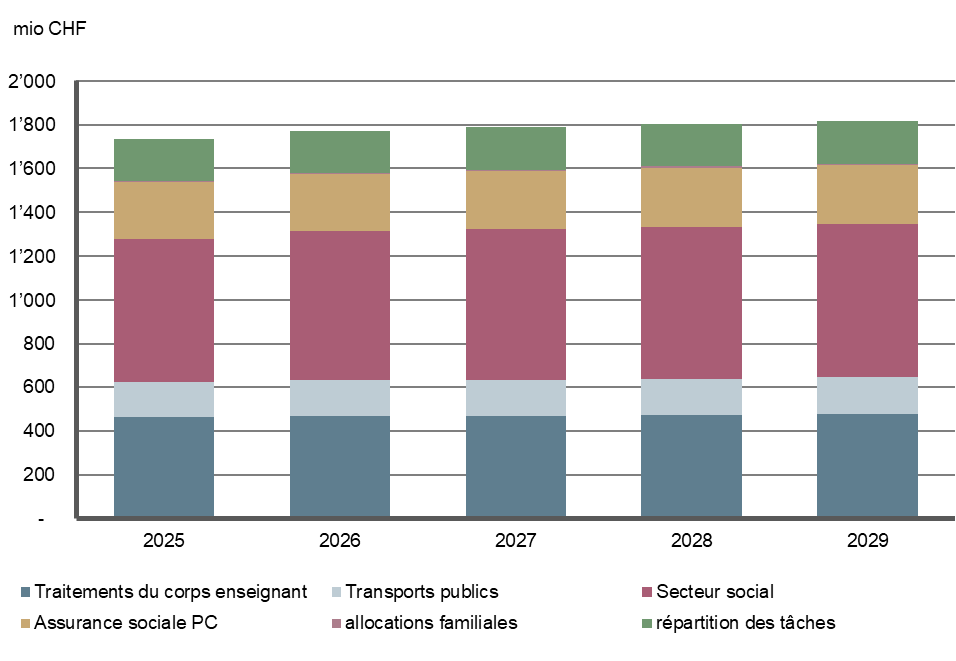 mio CHF
2’000
1’800
1’600
1’400
1’200
1’000
800
600
400
200
-
2025 2026 2027 2028 2029
Traitements du corps enseignant Transports publics Secteur social
Assurance sociale PC allocations familiales répartition des tâches